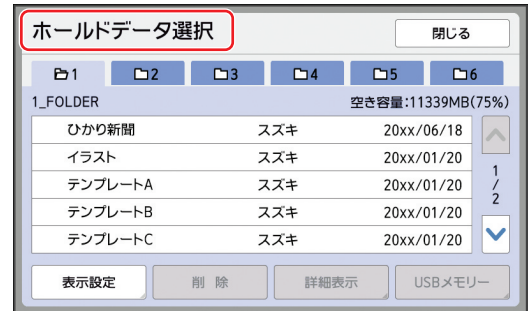 ホールドデータ選択 閉じる
1 2 3 4 5 6
1_FOLDER 空き容量:11339MB(75%)
ひかり新聞 スズキ 20xx/06/18
イラスト スズキ 20xx/01/20
テンプレートA スズキ 20xx/01/20
テンプレートB スズキ 20xx/01/20
テンプレートC スズキ 20xx/01/20
1
/
2
表示設定 削 除 詳細表示 USBメモリー